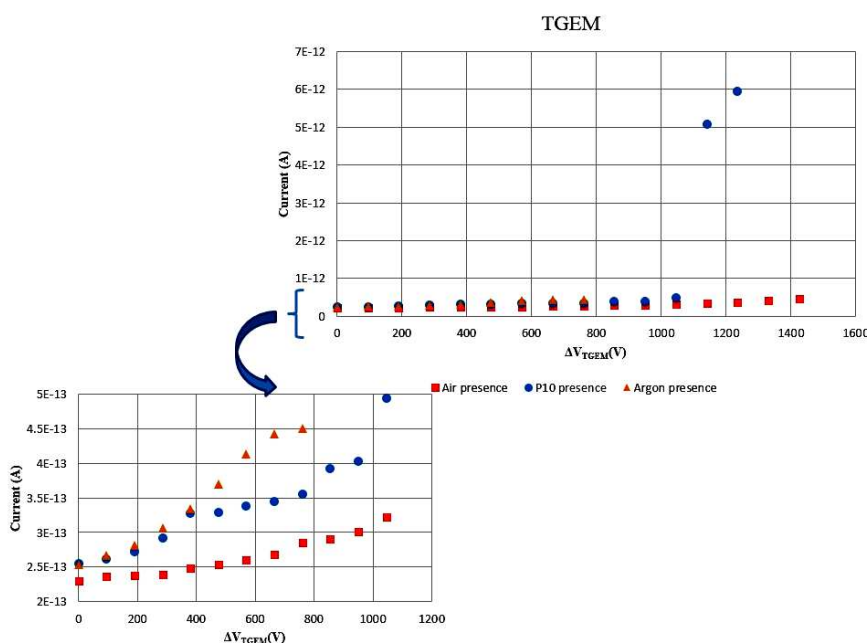 TGEM
7E-12
6E-12
5E-12
4E-12
3E-12
2E-12
1E-12
0
Current (A)
0 200 400 600 800 1000 1200 1400 1600
ΔV_TGEM(V)
Air presence P10 presence Argon presence
5E-13
4.5E-13
4E-13
3.5E-13
3E-13
2.5E-13
2E-13
Current (A)
0 200 400 600 800 1000 1200
ΔV_TGEM(V)